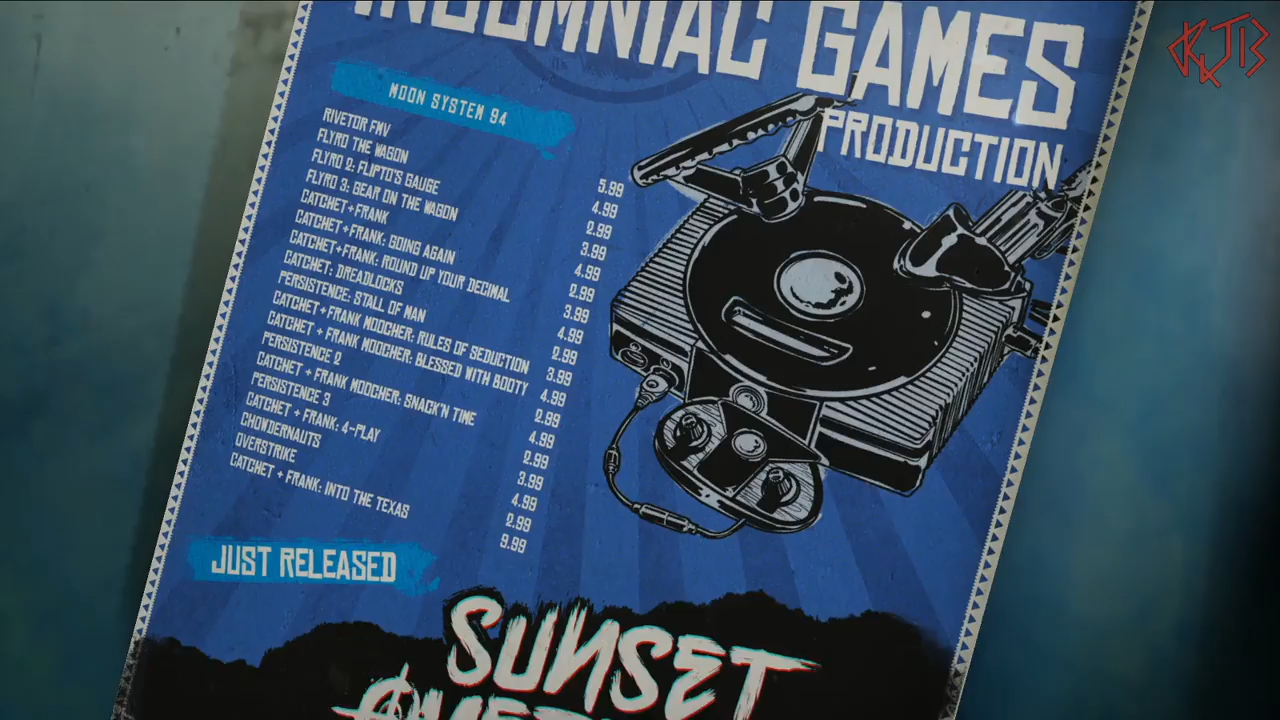 INSOMNIAC GAMES
PRODUCTION
MOON SYSTEM 94
RIVETOR FMV 5.99
FLYRO THE WAGON 4.99
FLYRO 2: FLIPTO'S GAUGE 2.99
FLYRO 3: GEAR ON THE WAGON 3.99
CATCHET+FRANK 4.99
CATCHET+FRANK: GOING AGAIN 2.99
CATCHET+FRANK: ROUND UP YOUR DECIMAL 3.99
CATCHET: DREADLOCKS 4.99
PERSISTENCE: STALL OF MAN 2.99
CATCHET+FRANK MOOCHER: RULES OF SEDUCTION 3.99
CATCHET + FRANK MOOCHER: BLESSED WITH BOOTY 4.99
PERSISTENCE 2 2.99
CATCHET + FRANK MOOCHER: SNACK'N TIME 4.99
PERSISTENCE 3 2.99
CATCHET + FRANK: 4-PLAY 3.99
CHOWDERNAUTS 4.99
OVERSTRIKE 2.99
CATCHET + FRANK: INTO THE TEXAS 9.99
JUST RELEASED
SUNSET
KJB